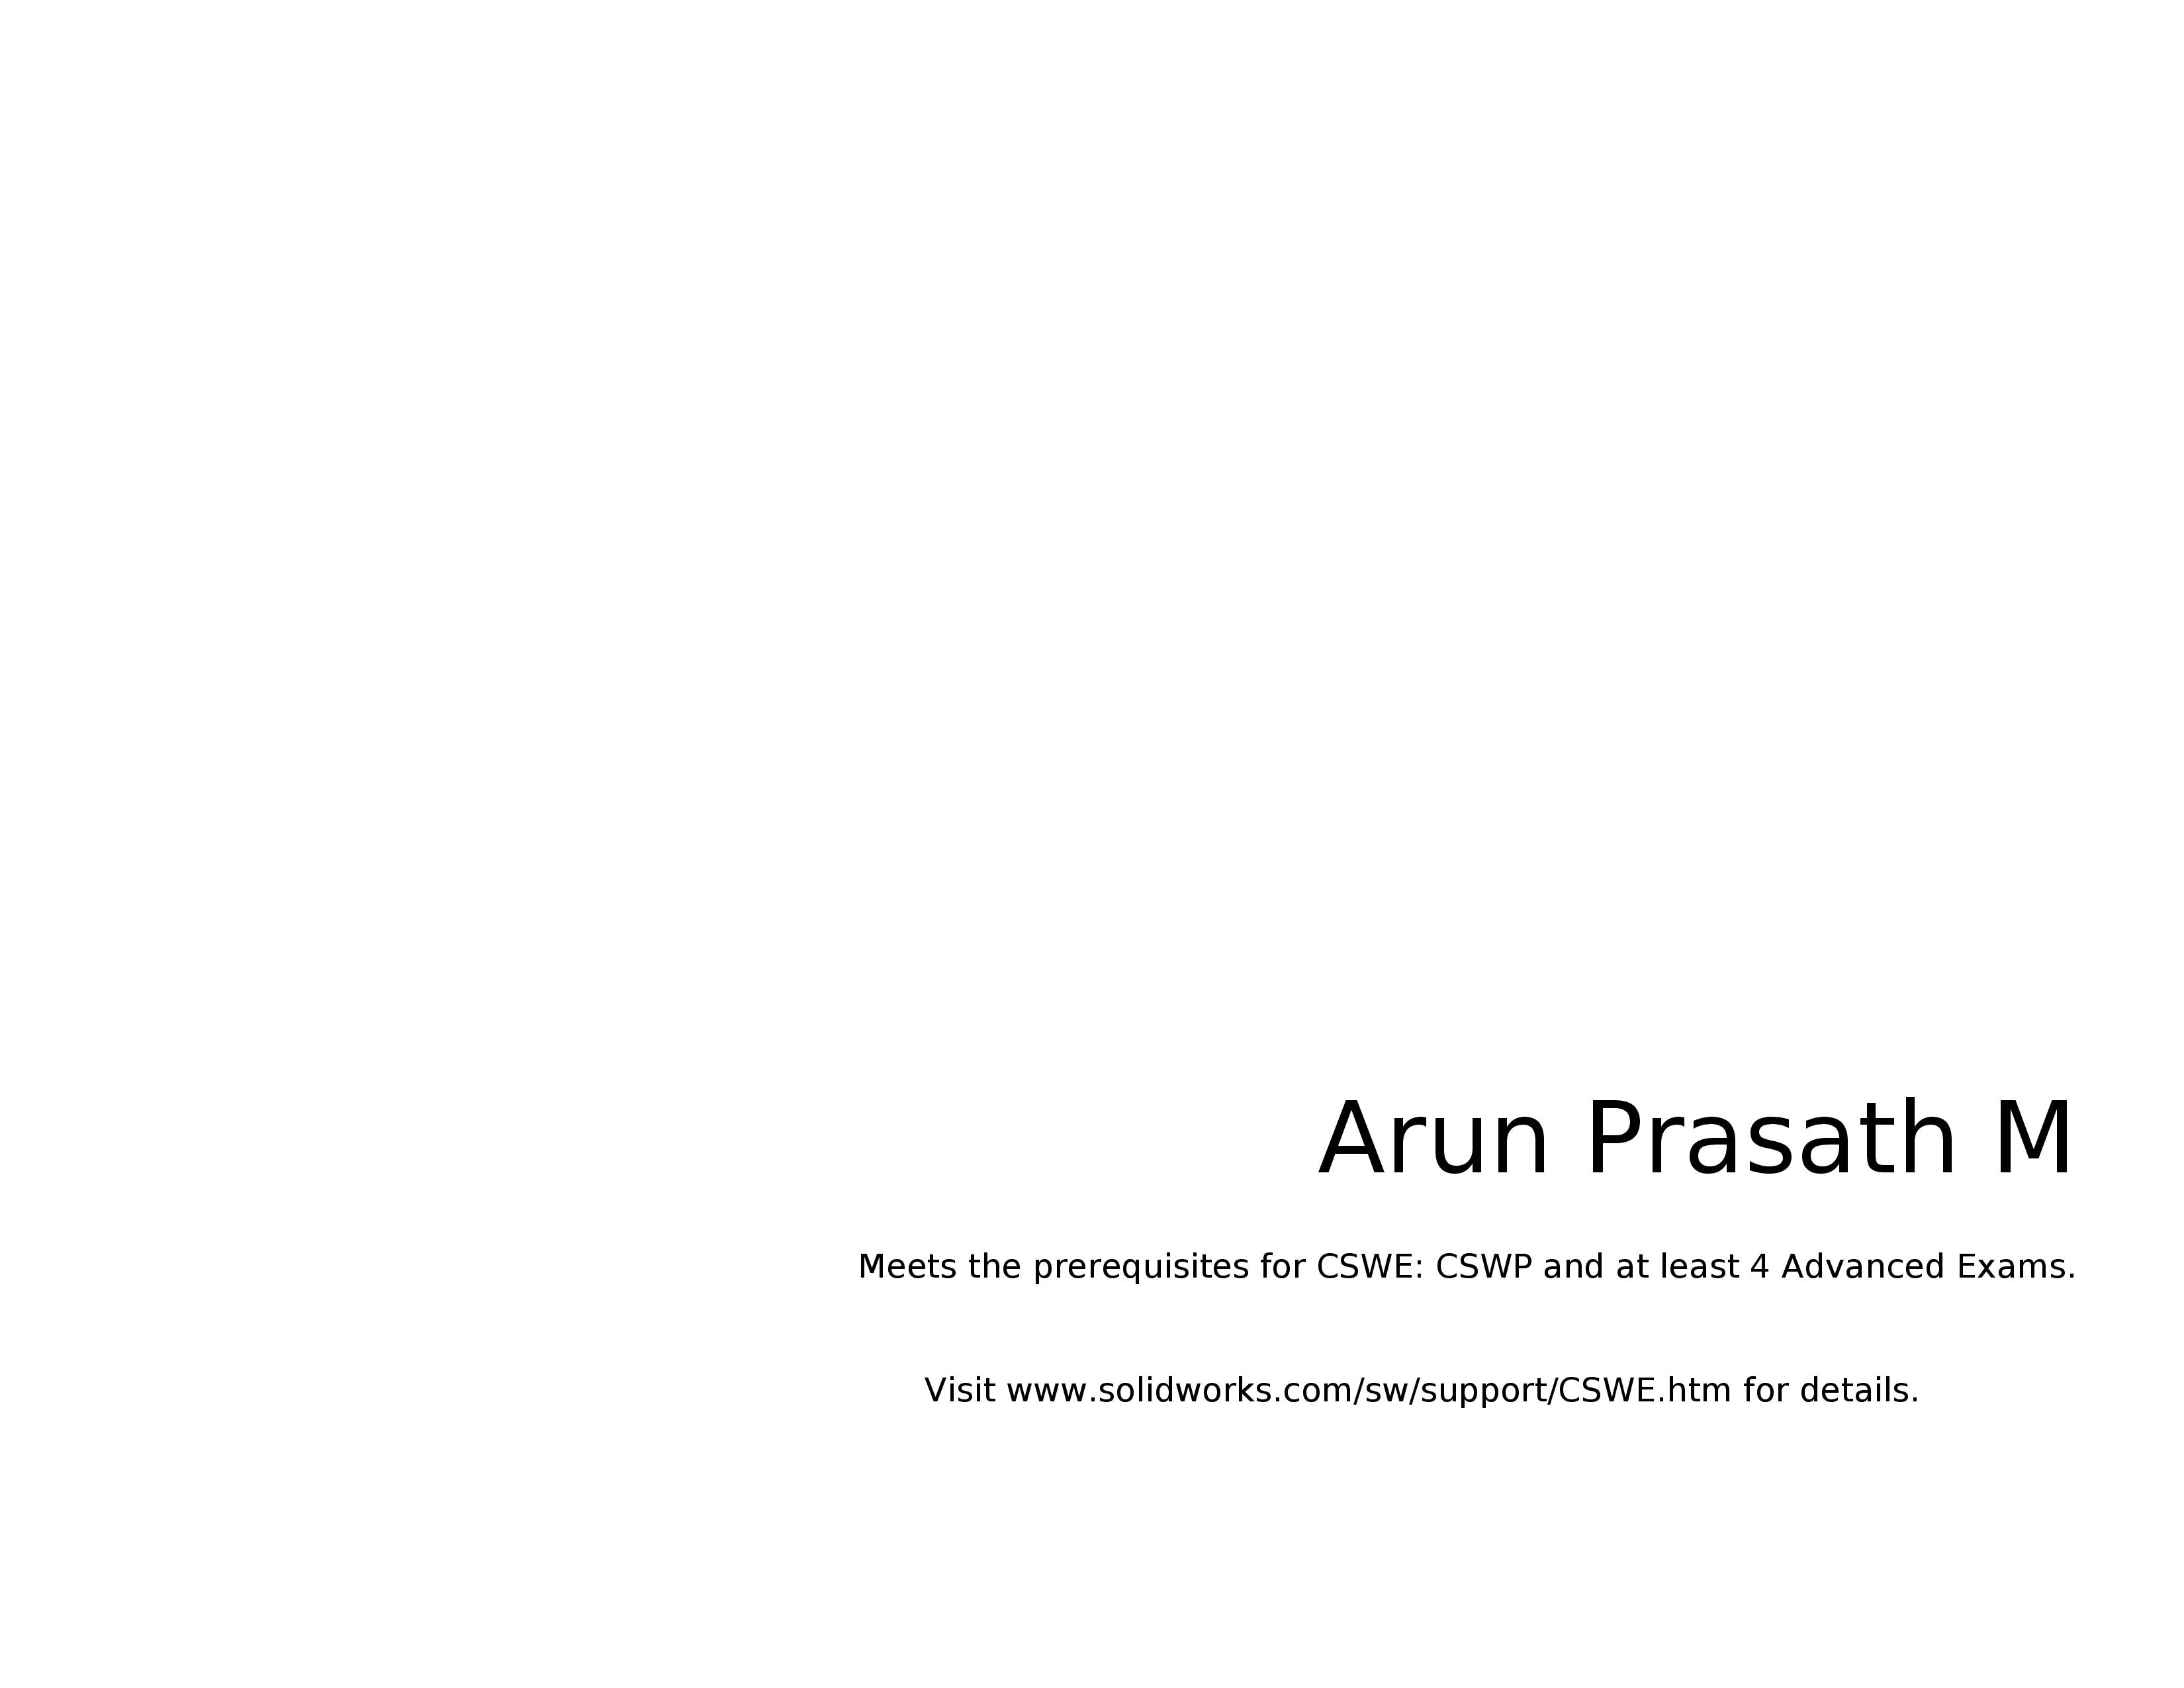 Arun Prasath M
Meets the prerequisites for CSWE: CSWP and at least 4 Advanced Exams.
Visit www.solidworks.com/sw/support/CSWE.htm for details.